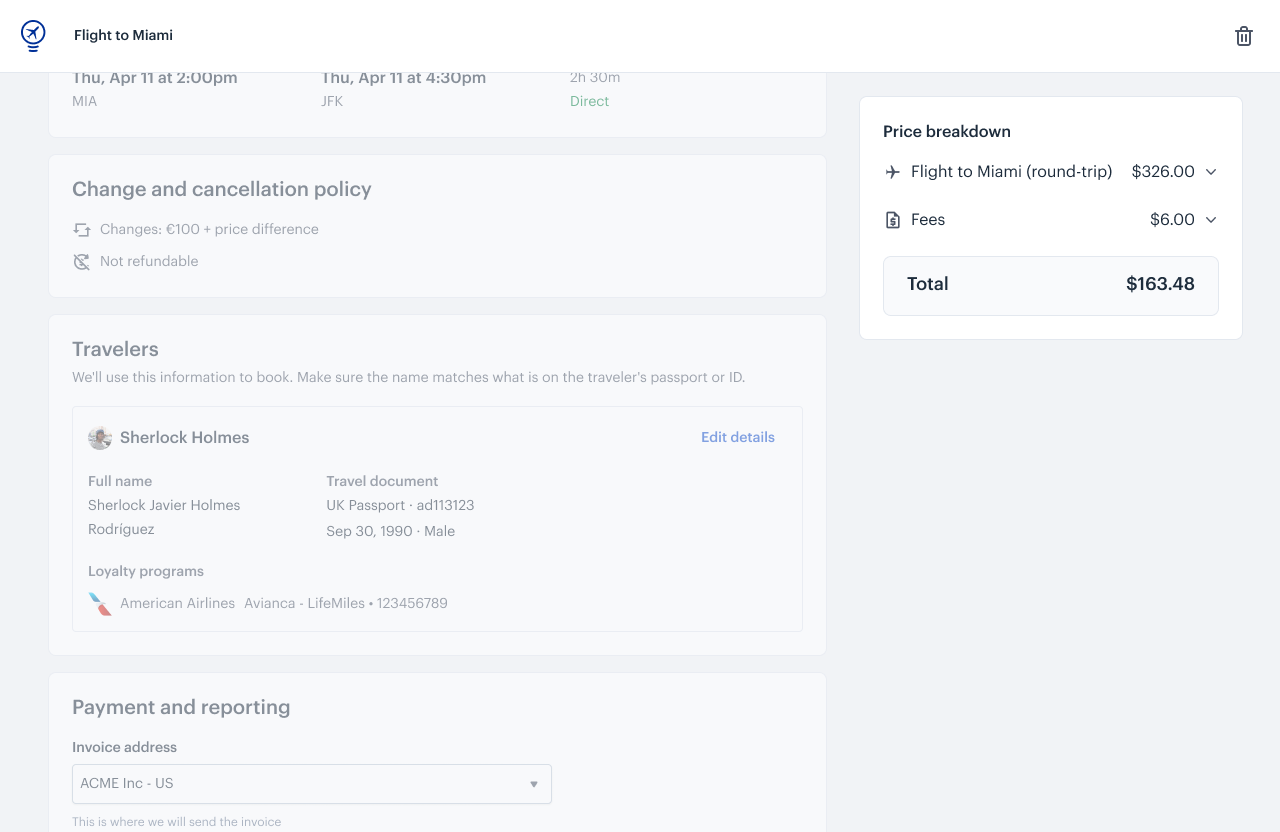 Flight to Miami
Thu, Apr 11 at 2:00pm Thu, Apr 11 at 4:30pm 2h 30m
MIA JFK Direct
Change and cancellation policy
Changes: €100 + price difference
Not refundable
Travelers
We'll use this information to book. Make sure the name matches what is on the traveler's passport or ID.
Sherlock Holmes Edit details
Full name Travel document
Sherlock Javier Holmes UK Passport · ad113123
Rodríguez Sep 30, 1990 · Male
Loyalty programs
American Airlines Avianca - LifeMiles • 123456789
Payment and reporting
Invoice address
ACME Inc - US
This is where we will send the invoice
Price breakdown
Flight to Miami (round-trip) $326.00
Fees $6.00
Total $163.48